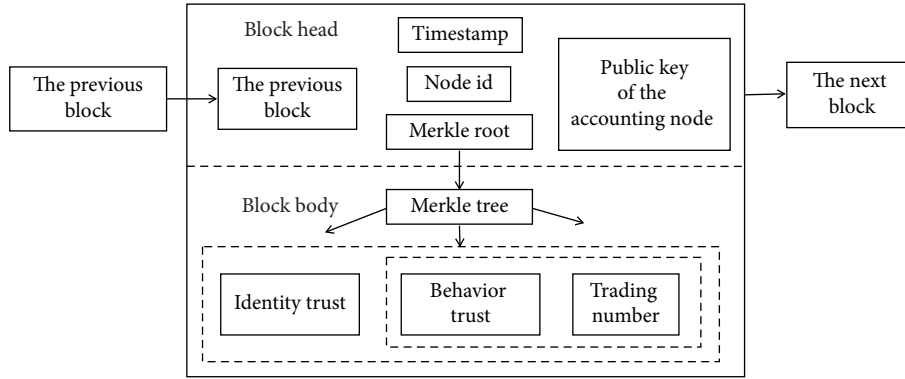 Block head
Timestamp
The previous
block
The previous
block
Node id
Public key
of the
accounting node
The next
block
Merkle root
Block body
Merkle tree
Identity trust
Behavior
trust
Trading
number